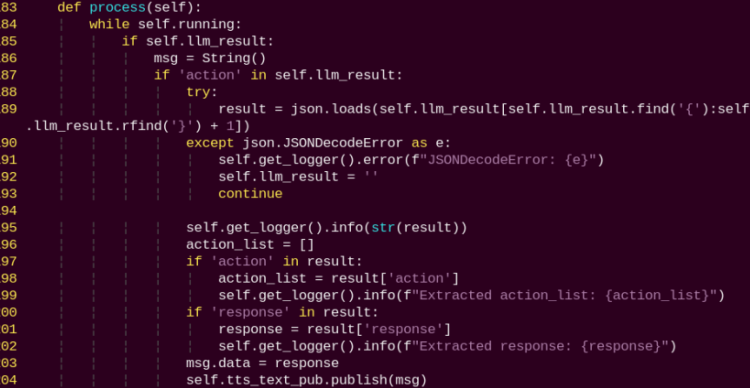 83     def process(self):
84         while self.running:
85             if self.llm_result:
86                 msg = String()
87                 if 'action' in self.llm_result:
88                     try:
89                         result = json.loads(self.llm_result[self.llm_result.find('{'):self
.llm_result.rfind('}') + 1])
90                     except json.JSONDecodeError as e:
91                         self.get_logger().error(f"JSONDecodeError: {e}")
92                         self.llm_result = ''
93                         continue
94
95                     self.get_logger().info(str(result))
96                     action_list = []
97                     if 'action' in result:
98                         action_list = result['action']
99                         self.get_logger().info(f"Extracted action_list: {action_list}")
00                     if 'response' in result:
01                         response = result['response']
02                         self.get_logger().info(f"Extracted response: {response}")
03                     msg.data = response
04                     self.tts_text_pub.publish(msg)